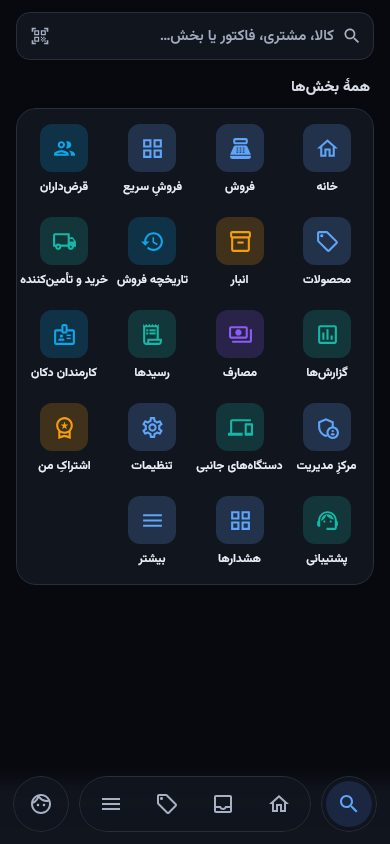 کالا، مشتری، فاکتور یا بخش…
همهٔ بخش‌ها
خانه
فروش
فروشِ سریع
قرض‌داران
محصولات
انبار
تاریخچه فروش
خرید و تأمین‌کننده
گزارش‌ها
مصارف
رسیدها
کارمندان دکان
مرکزِ مدیریت
دستگاه‌های جانبی
تنظیمات
اشتراکِ من
پشتیبانی
هشدارها
بیشتر